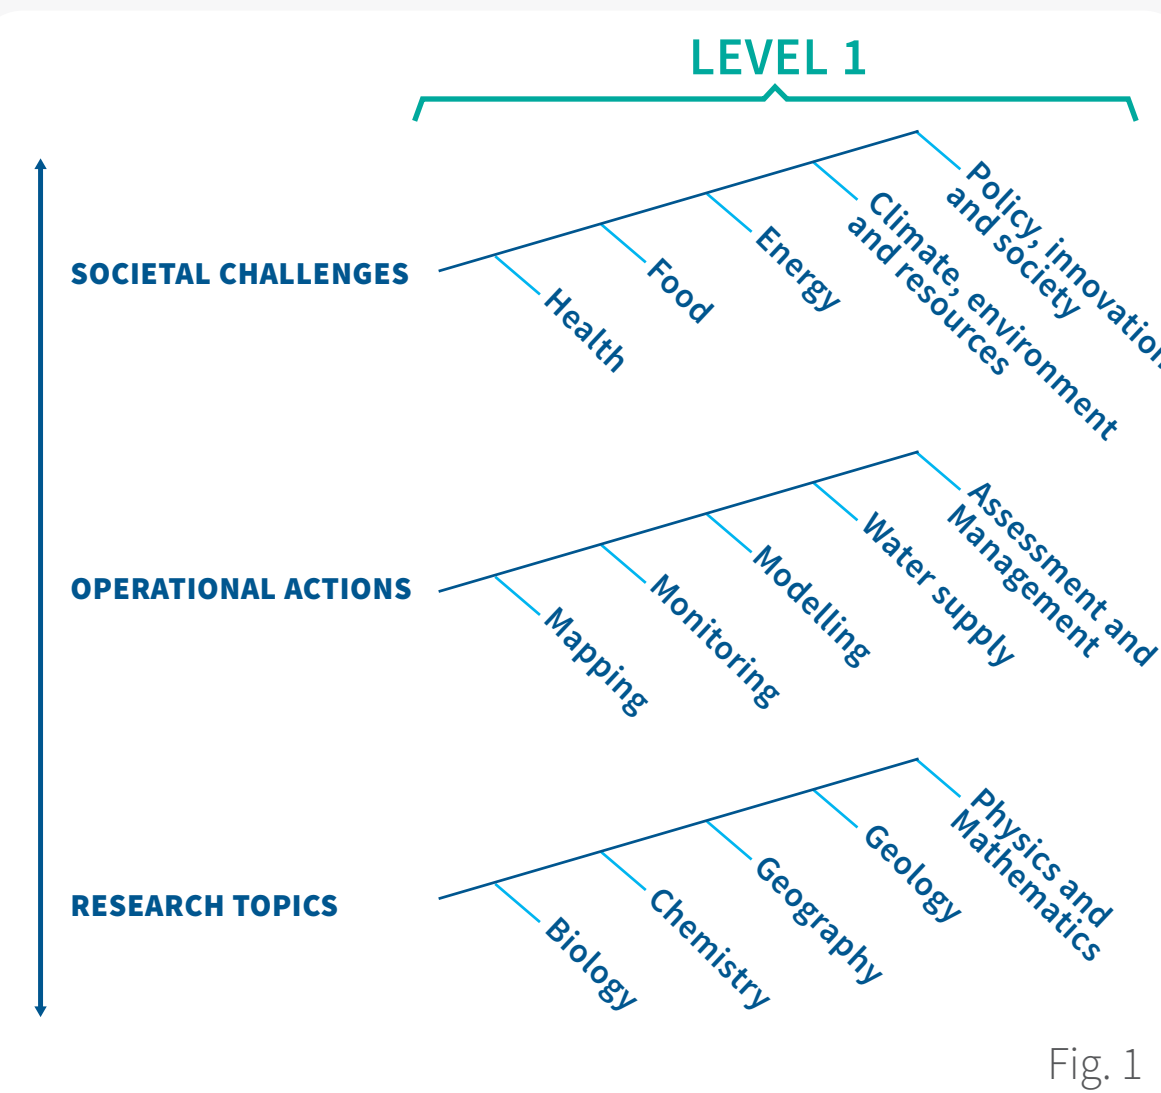 LEVEL 1
SOCIETAL CHALLENGES
Health
Food
Energy
Climate, environment
and resources
Policy, innovation
and society
OPERATIONAL ACTIONS
Mapping
Monitoring
Modelling
Water supply
Assessment and
Management
RESEARCH TOPICS
Biology
Chemistry
Geography
Geology
Physics and
Mathematics
Fig. 1